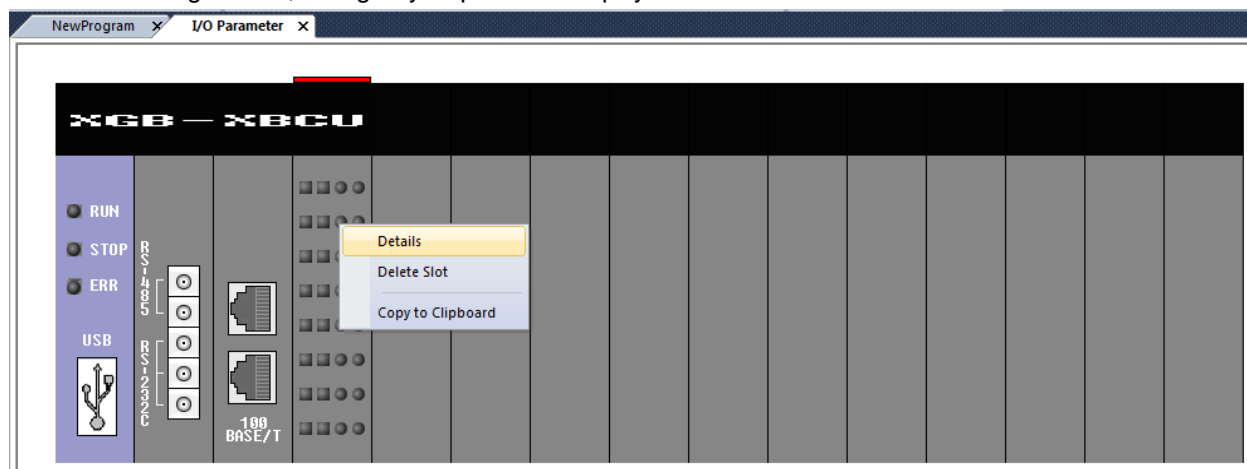 NewProgram x I/O Parameter x
XGB-XBCU
RUN
STOP
ERR
USB
RS-485
RS-232C
100
BASE/T
Details
Delete Slot
Copy to Clipboard